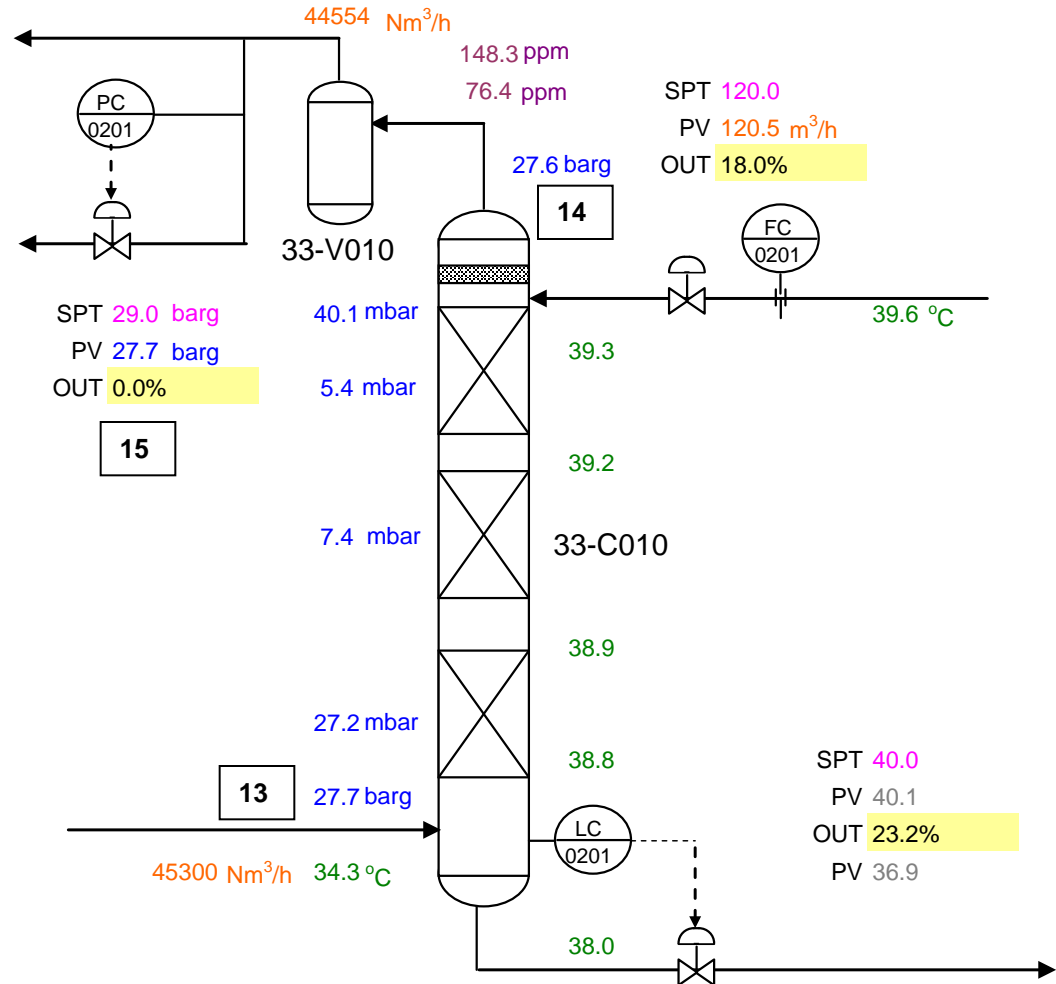 44554 Nm³/h
148.3 ppm
76.4 ppm
PC
0201
27.6 barg
14
33-V010
SPT 120.0
PV 120.5 m³/h
OUT 18.0%
FC
0201
39.6 °C
SPT 29.0 barg
PV 27.7 barg
OUT 0.0%
15
40.1 mbar
39.3
5.4 mbar
39.2
7.4 mbar
33-C010
38.9
27.2 mbar
38.8
13
27.7 barg
45300 Nm³/h 34.3 °C
LC
0201
SPT 40.0
PV 40.1
OUT 23.2%
PV 36.9
38.0